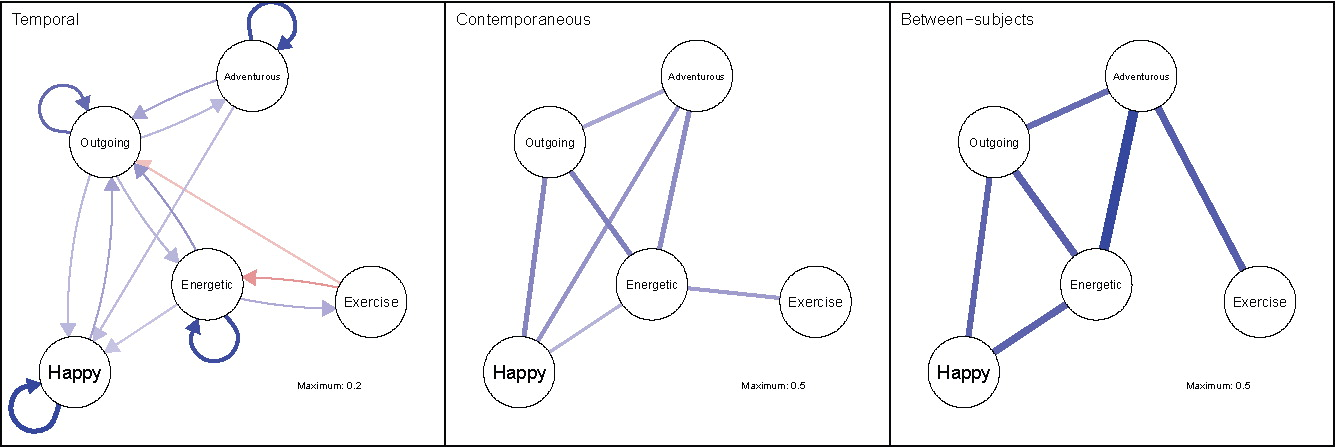 Temporal
Adventurous
Outgoing
Energetic
Exercise
Happy
Maximum: 0.2
Contemporaneous
Adventurous
Outgoing
Energetic
Exercise
Happy
Maximum: 0.5
Between−subjects
Adventurous
Outgoing
Energetic
Exercise
Happy
Maximum: 0.5